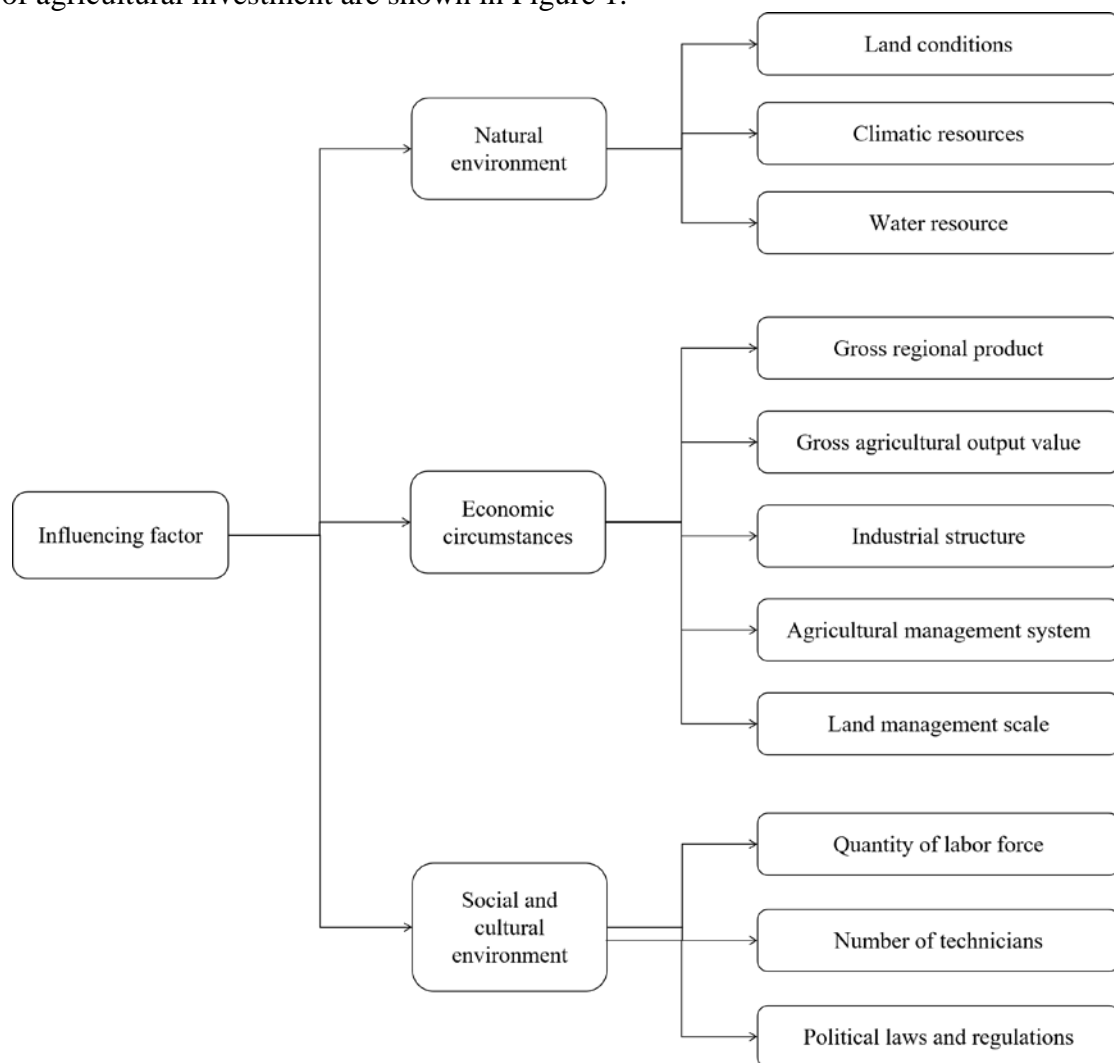 of agricultural investment are shown in Figure 1.
Land conditions
Natural
environment
Climatic resources
Water resource
Gross regional product
Gross agricultural output value
Influencing factor
Economic
circumstances
Industrial structure
Agricultural management system
Land management scale
Quantity of labor force
Social and
cultural
environment
Number of technicians
Political laws and regulations